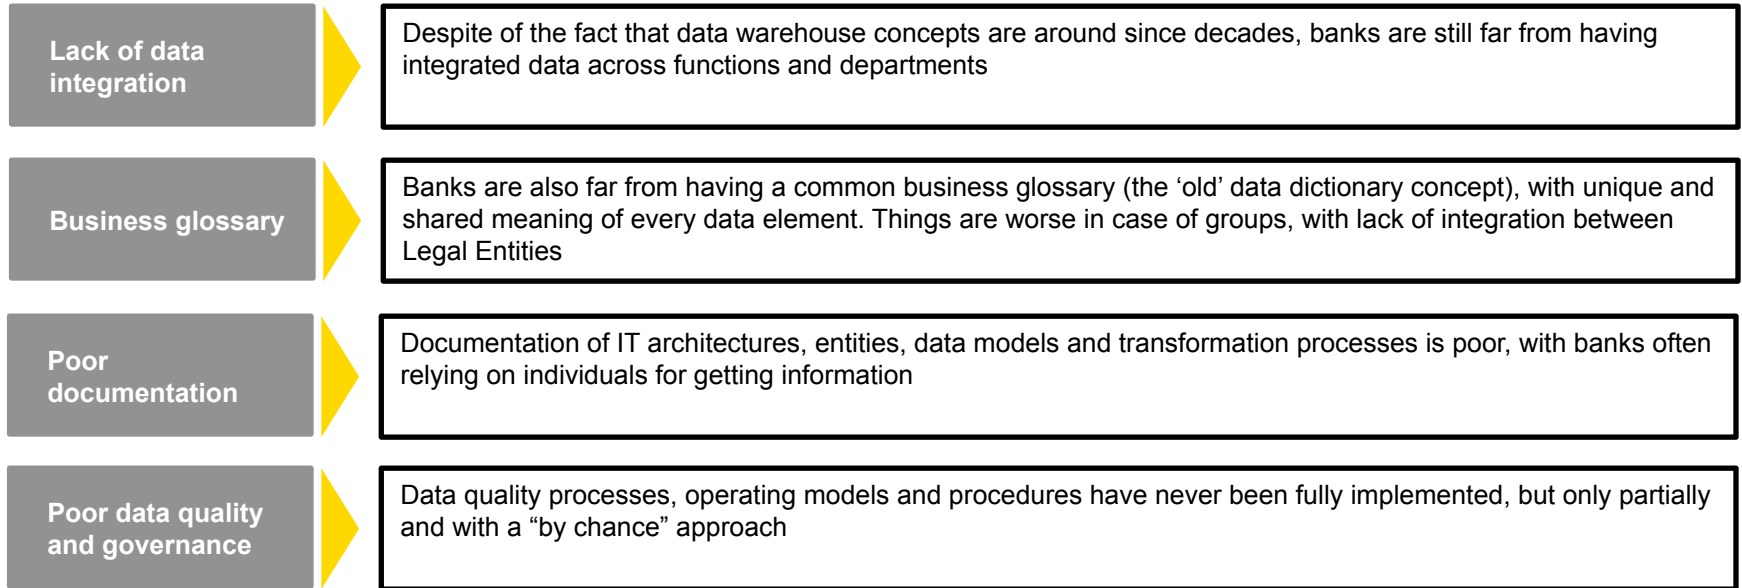 Lack of data
integration
Despite of the fact that data warehouse concepts are around since decades, banks are still far from having
integrated data across functions and departments
Business glossary
Banks are also far from having a common business glossary (the ‘old’ data dictionary concept), with unique and
shared meaning of every data element. Things are worse in case of groups, with lack of integration between
Legal Entities
Poor
documentation
Documentation of IT architectures, entities, data models and transformation processes is poor, with banks often
relying on individuals for getting information
Poor data quality
and governance
Data quality processes, operating models and procedures have never been fully implemented, but only partially
and with a “by chance” approach